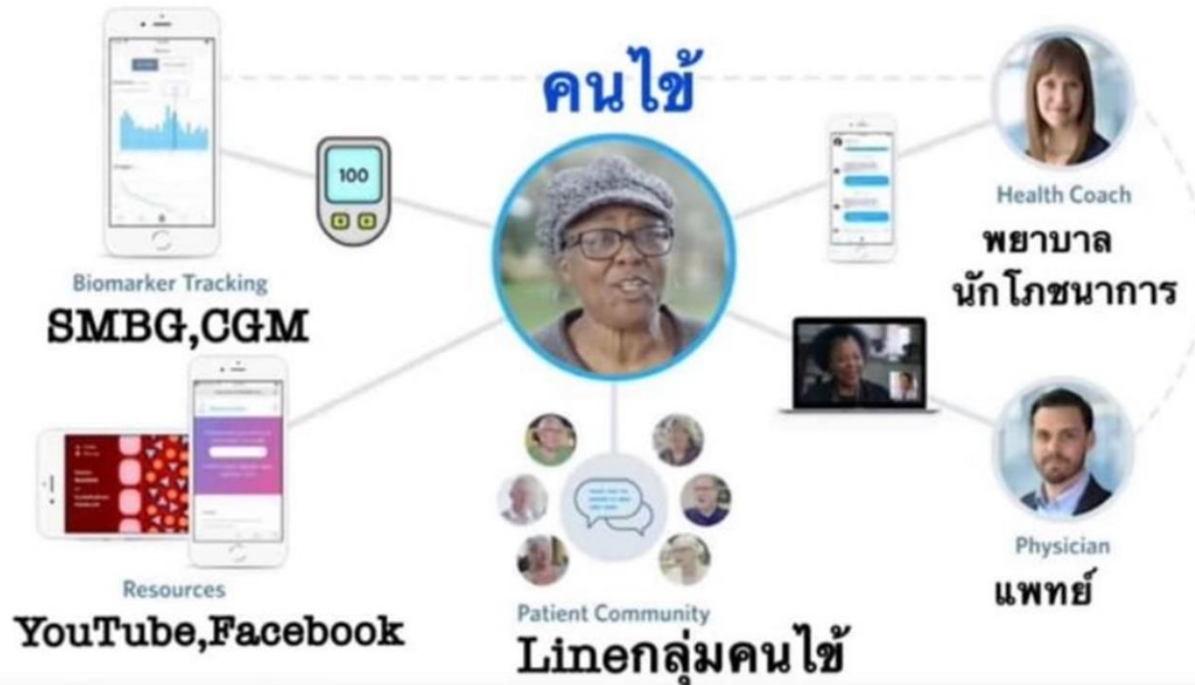 คนไข้
100
Biomarker Tracking
SMBG,CGM
Health Coach
พยาบาล
นักโภชนาการ
Resources
YouTube,Facebook
Patient Community
Lineกลุ่มคนไข้
Physician
แพทย์